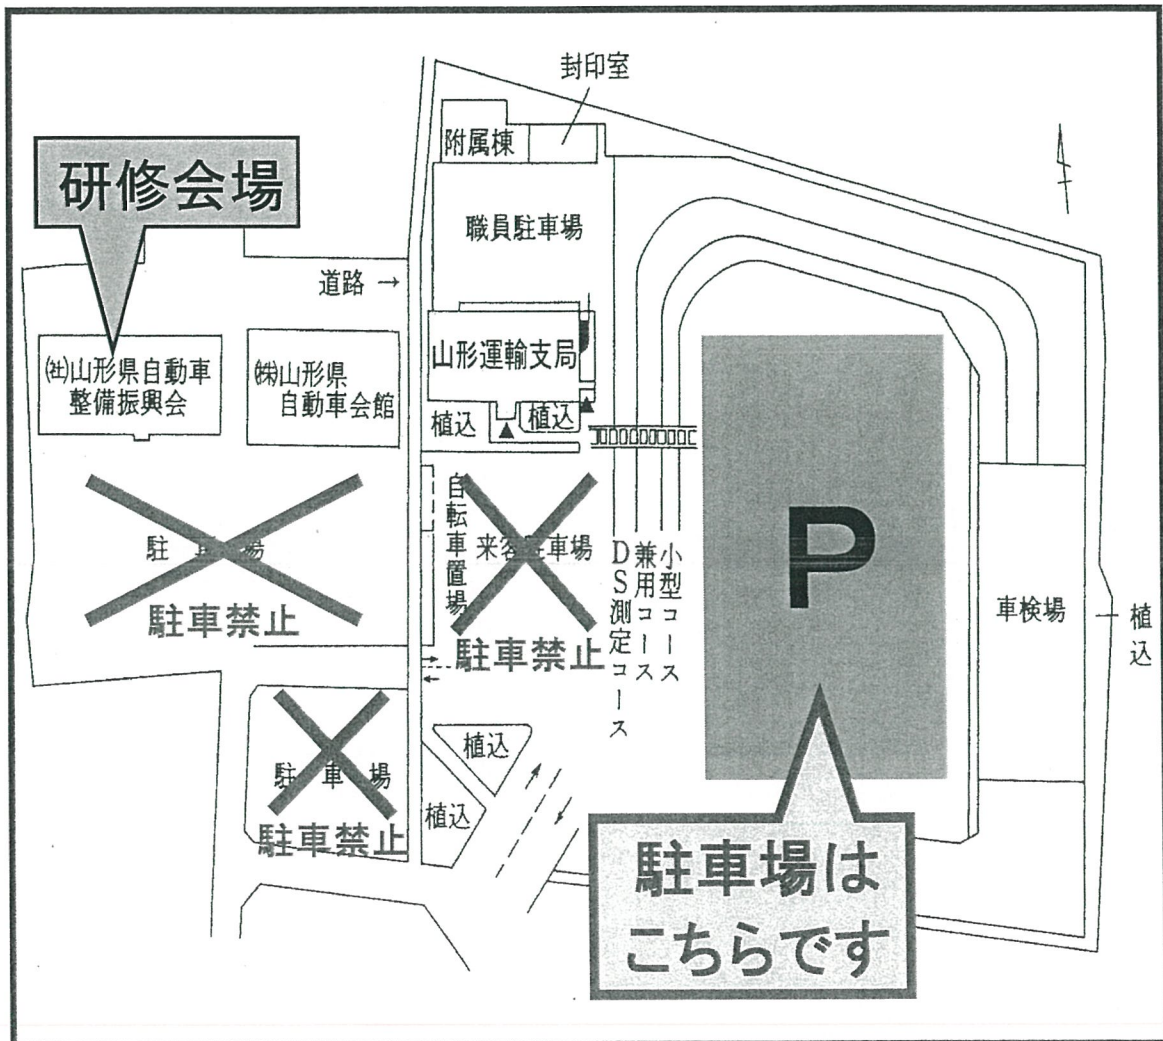 封印室
附属棟
研修会場
職員駐車場
道路→
㈳山形県自動車
整備振興会
㈱山形県
自動車会館
山形運輸支局
植込
植込
自転車置場
駐車場
駐車禁止
来客駐車場
駐車禁止
DS測定コース
兼用コース
小型コース
P
車検場
植込
駐車場
駐車禁止
植込
植込
駐車場は
こちらです